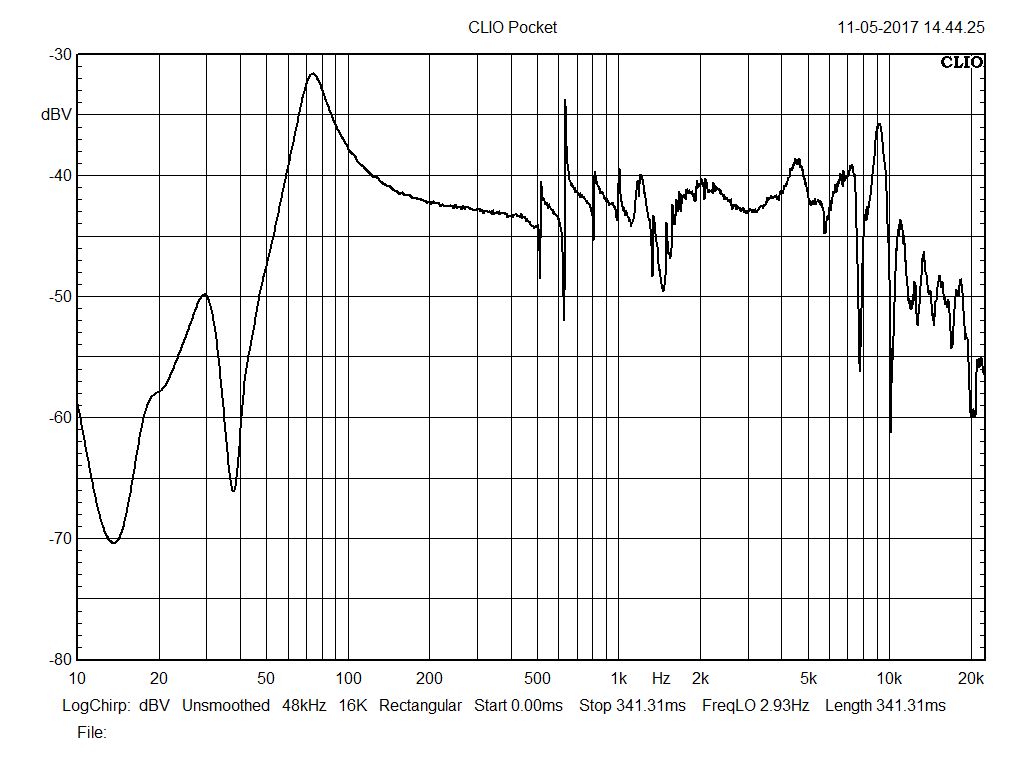 CLIO Pocket 11-05-2017 14.44.25
-30
CLIO
dBV
-40
-50
-60
-70
-80
10 20 50 100 200 500 1k Hz 2k 5k 10k 20k
LogChirp: dBV Unsmoothed 48kHz 16K Rectangular Start 0.00ms Stop 341.31ms FreqLO 2.93Hz Length 341.31ms
File: